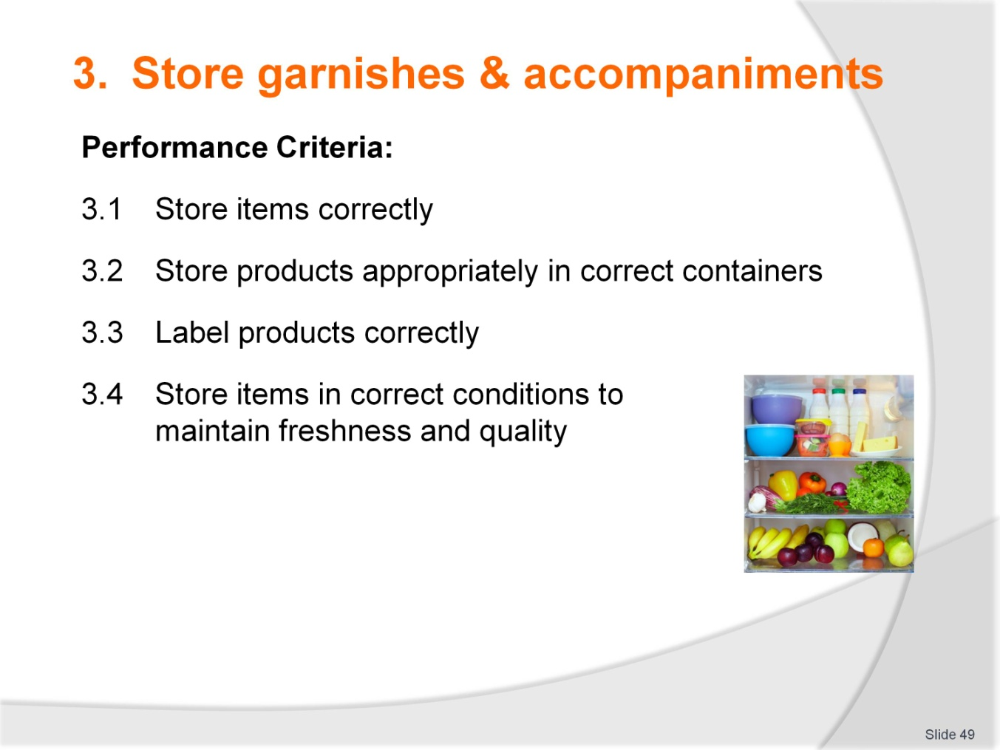 3. Store garnishes & accompaniments
Performance Criteria:
3.1 Store items correctly
3.2 Store products appropriately in correct containers
3.3 Label products correctly
3.4 Store items in correct conditions to
maintain freshness and quality
Slide 49